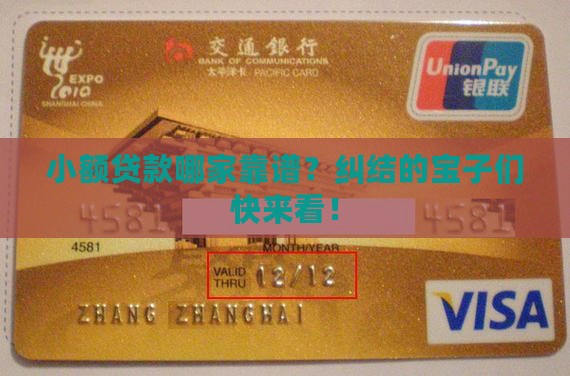 EXPO
2010
SHANGHAI CHINA
交通銀行
BANK OF COMMUNICATIONS
太平洋卡 PACIFIC CARD
UnionPay
银联
小额贷款哪家靠谱？纠结的宝子们
快来看！
4581 4581
4581
MONTH/YEAR
VALID
THRU 12/12
ZHANG ZHANGHAI
VISA